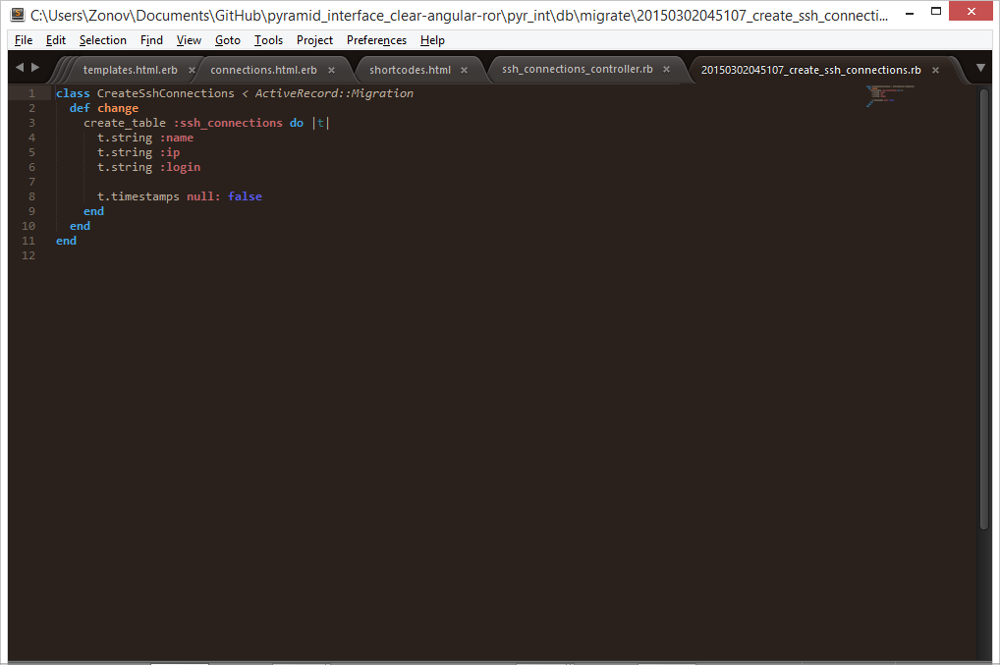 C:\Users\Zonov\Documents\GitHub\pyramid_interface_clear-angular-ror\pyr_int\db\migrate\20150302045107_create_ssh_connecti...
File Edit Selection Find View Goto Tools Project Preferences Help
templates.html.erb × connections.html.erb × shortcodes.html × ssh_connections_controller.rb × 20150302045107_create_ssh_connections.rb ×
1 class CreateSshConnections < ActiveRecord::Migration
2   def change
3     create_table :ssh_connections do |t|
4       t.string :name
5       t.string :ip
6       t.string :login
7
8       t.timestamps null: false
9     end
10   end
11 end
12